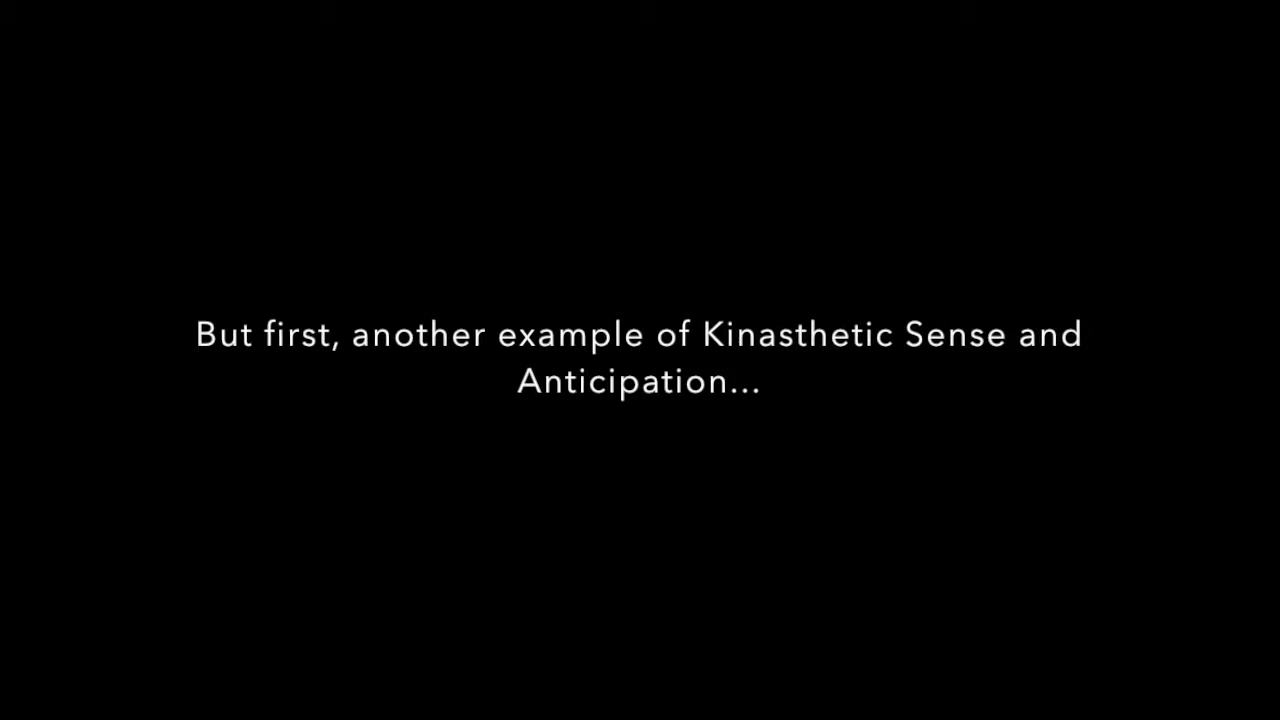 But first, another example of Kinasthetic Sense and
Anticipation...